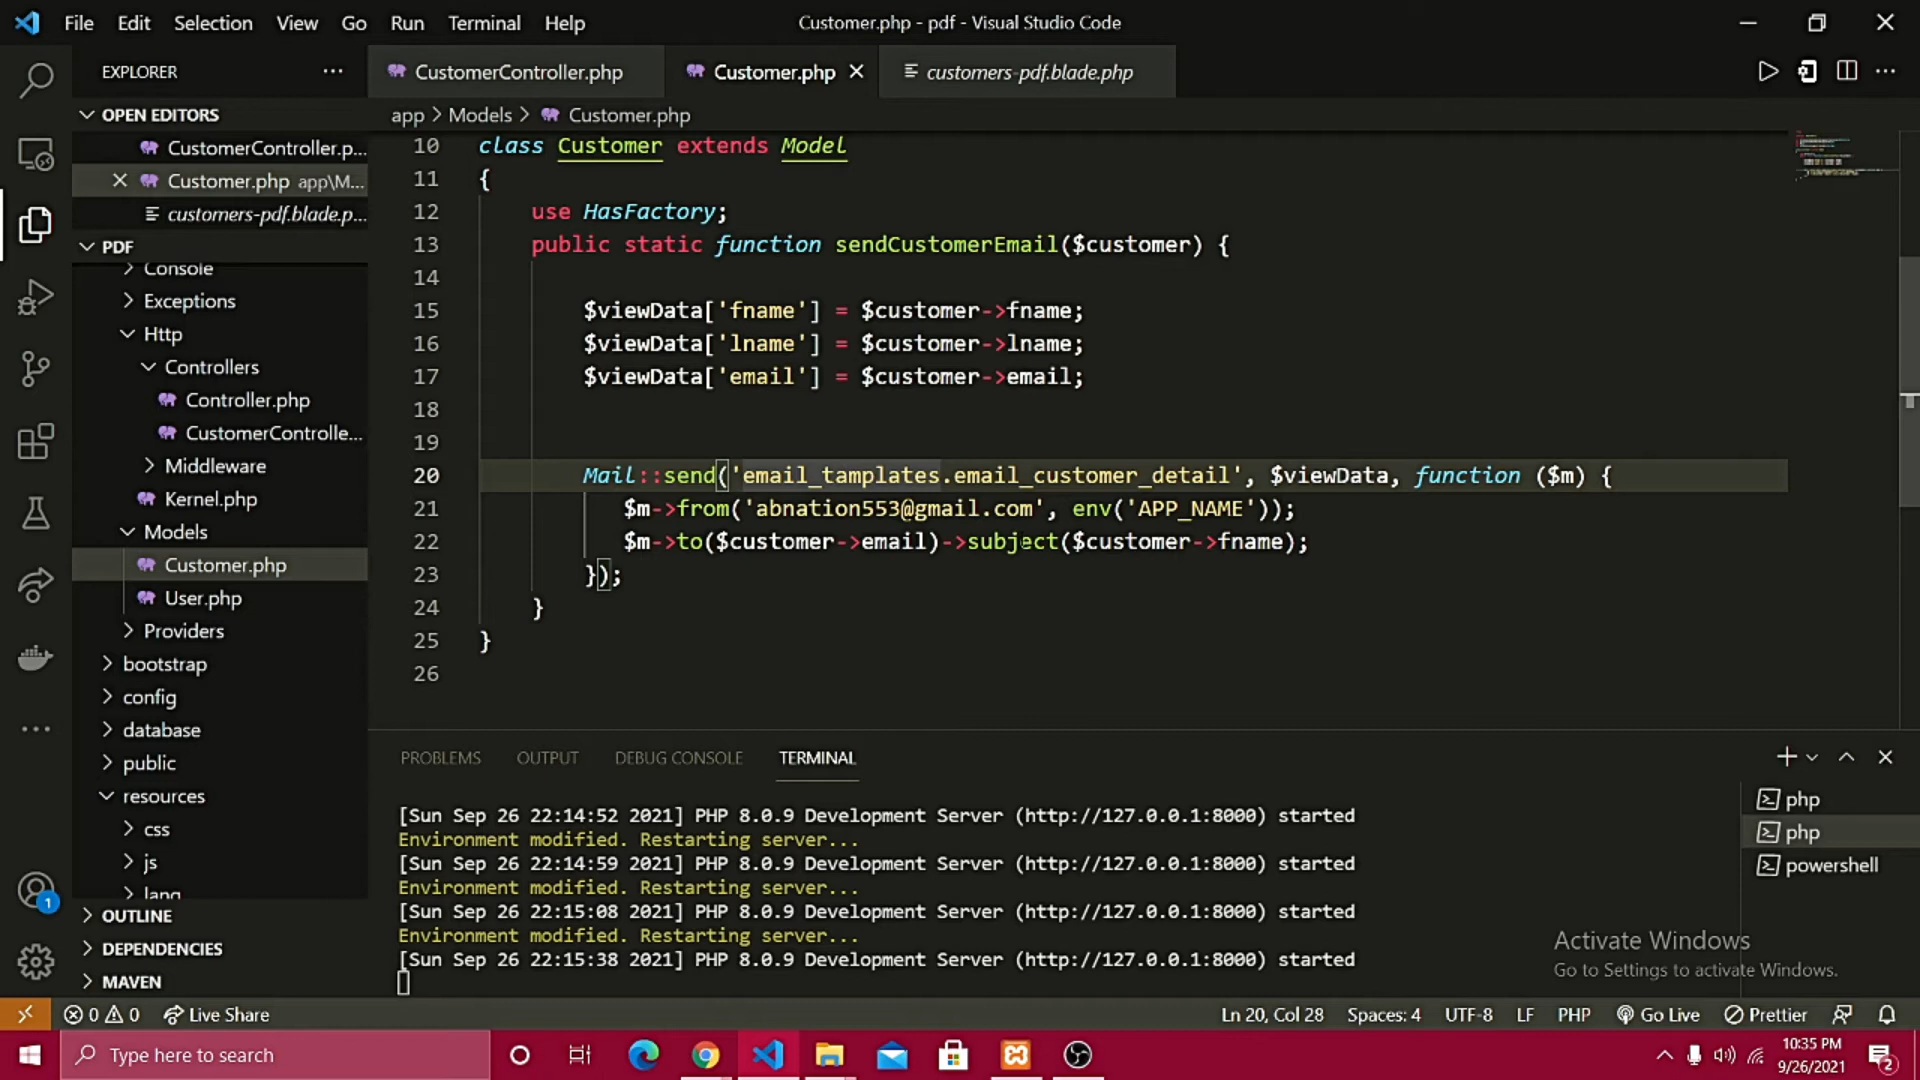 File Edit Selection View Go Run Terminal Help
Customer.php - pdf - Visual Studio Code
EXPLORER
CustomerController.php
Customer.php
customers-pdf.blade.php
OPEN EDITORS
CustomerController.p...
Customer.php app\M...
customers-pdf.blade.p...
PDF
Console
Exceptions
Http
Controllers
Controller.php
CustomerControlle...
Middleware
Kernel.php
Models
Customer.php
User.php
Providers
bootstrap
config
database
public
resources
css
js
lang
OUTLINE
DEPENDENCIES
MAVEN
app > Models > Customer.php
10 class Customer extends Model
11 {
12 use HasFactory;
13 public static function sendCustomerEmail($customer) {
14
15 $viewData['fname'] = $customer->fname;
16 $viewData['lname'] = $customer->lname;
17 $viewData['email'] = $customer->email;
18
19
20 Mail::send('email_tamplates.email_customer_detail', $viewData, function ($m) {
21 $m->from('abnation553@gmail.com', env('APP_NAME'));
22 $m->to($customer->email)->subject($customer->fname);
23 });
24 }
25 }
26
PROBLEMS OUTPUT DEBUG CONSOLE TERMINAL
[Sun Sep 26 22:14:52 2021] PHP 8.0.9 Development Server (http://127.0.0.1:8000) started
Environment modified. Restarting server...
[Sun Sep 26 22:14:59 2021] PHP 8.0.9 Development Server (http://127.0.0.1:8000) started
Environment modified. Restarting server...
[Sun Sep 26 22:15:08 2021] PHP 8.0.9 Development Server (http://127.0.0.1:8000) started
Environment modified. Restarting server...
[Sun Sep 26 22:15:38 2021] PHP 8.0.9 Development Server (http://127.0.0.1:8000) started
php
php
powershell
Activate Windows
Go to Settings to activate Windows.
1
0 0 Live Share
Ln 20, Col 28 Spaces: 4 UTF-8 LF PHP Go Live Prettier
Type here to search
10:35 PM
9/26/2021
2